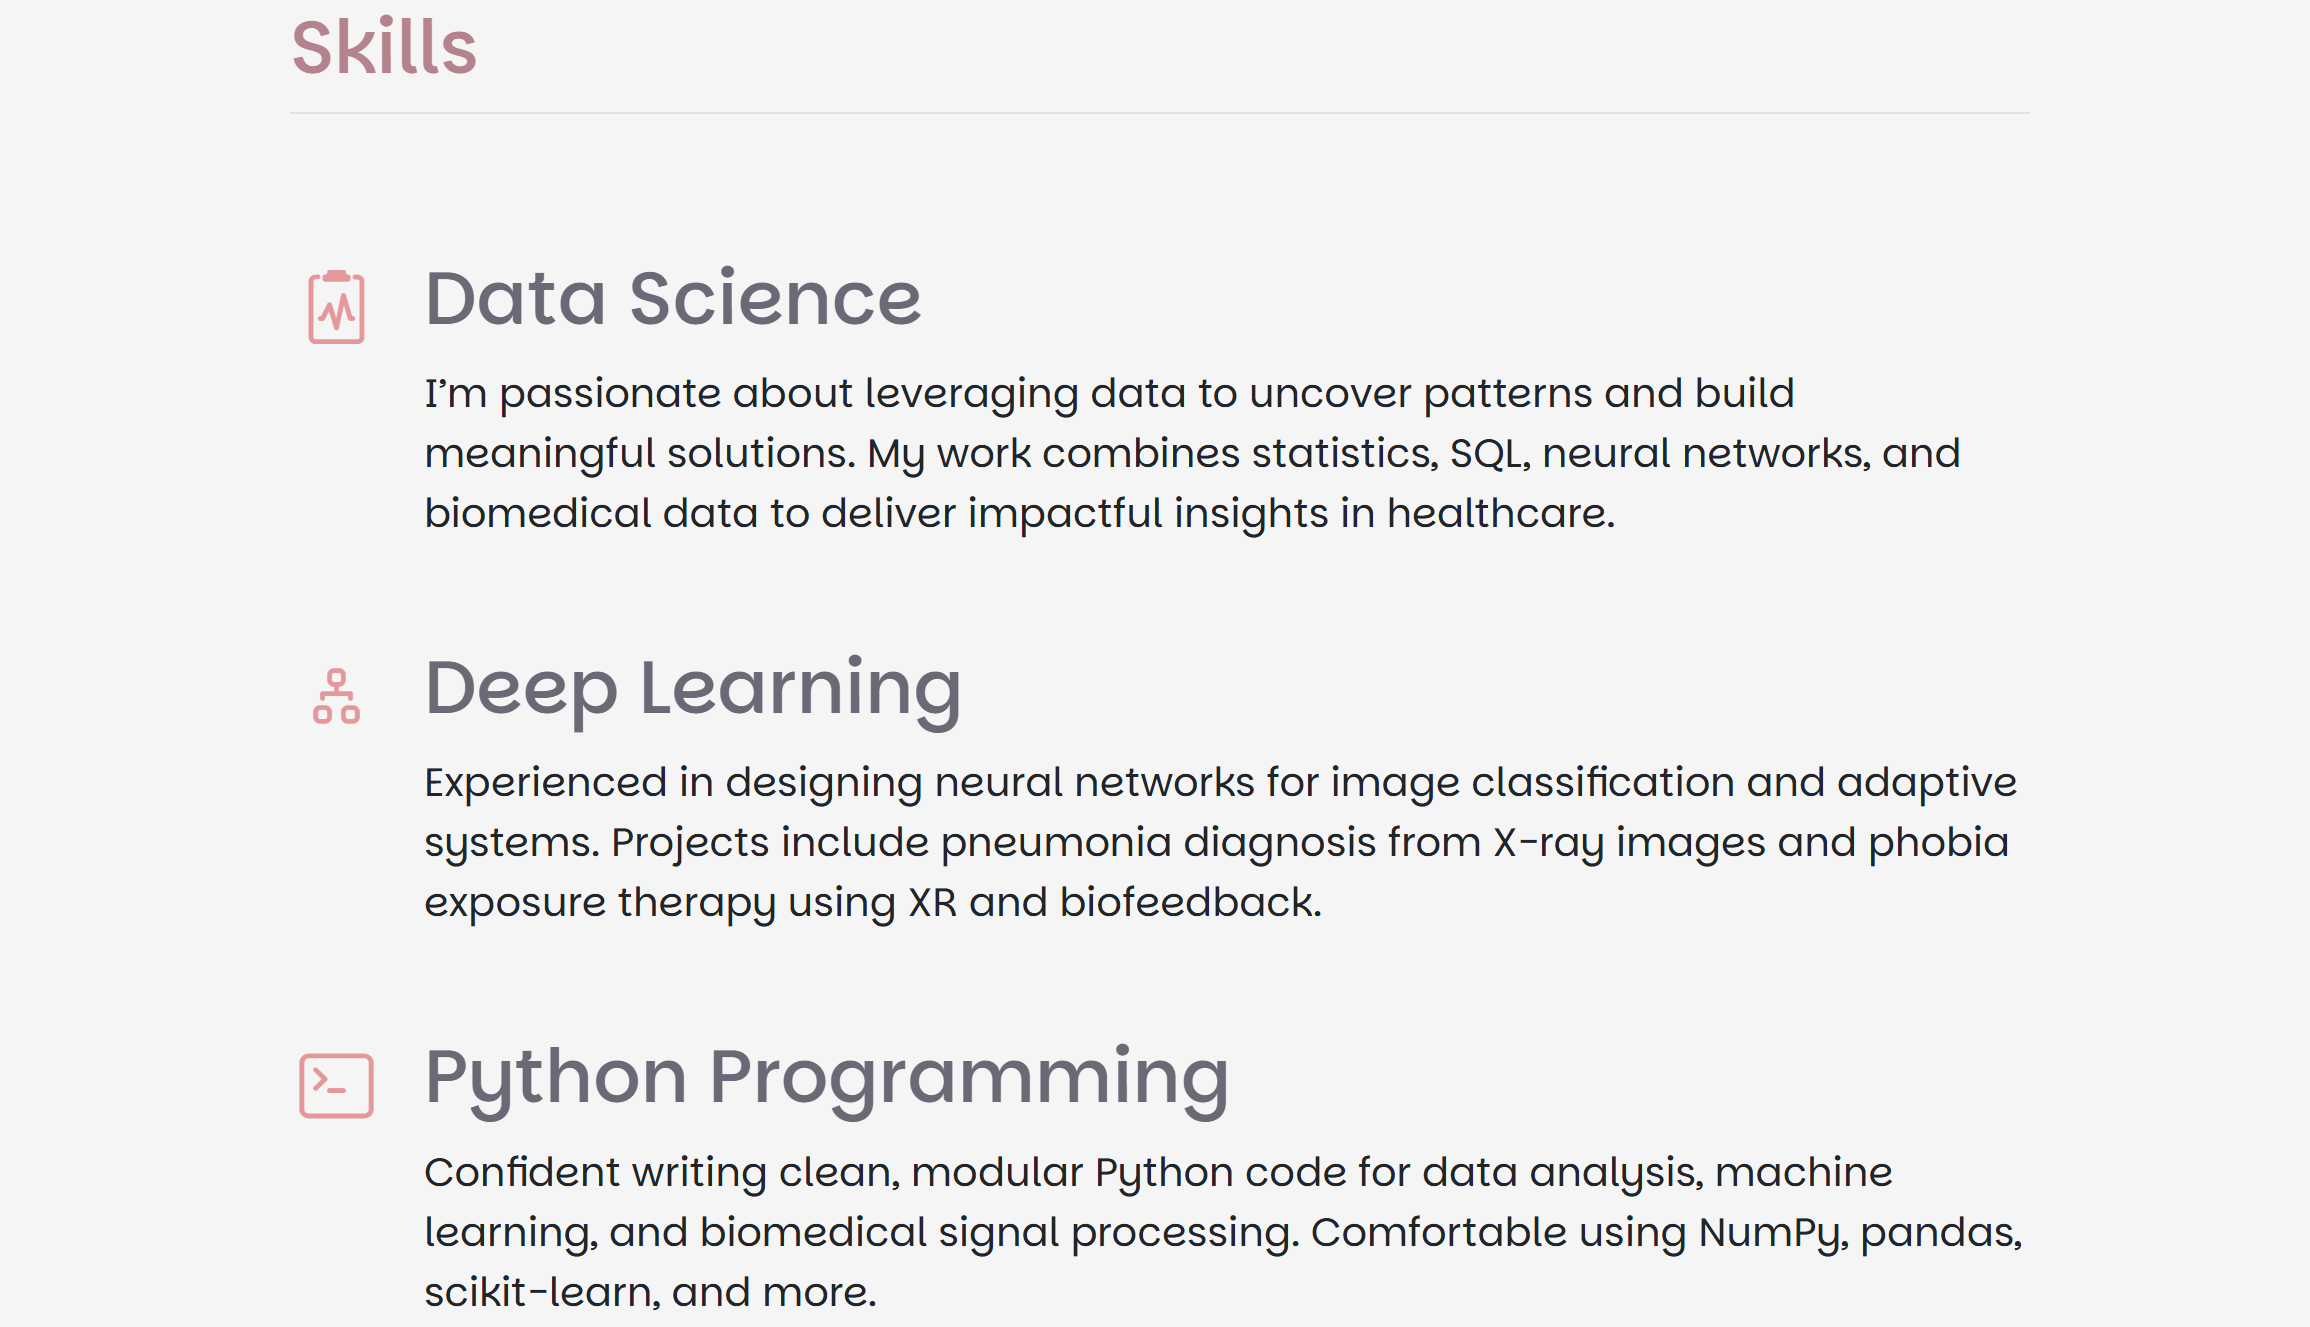 Skills
Data Science
I’m passionate about leveraging data to uncover patterns and build
meaningful solutions. My work combines statistics, SQL, neural networks, and
biomedical data to deliver impactful insights in healthcare.
Deep Learning
Experienced in designing neural networks for image classification and adaptive
systems. Projects include pneumonia diagnosis from X-ray images and phobia
exposure therapy using XR and biofeedback.
Python Programming
Confident writing clean, modular Python code for data analysis, machine
learning, and biomedical signal processing. Comfortable using NumPy, pandas,
scikit-learn, and more.